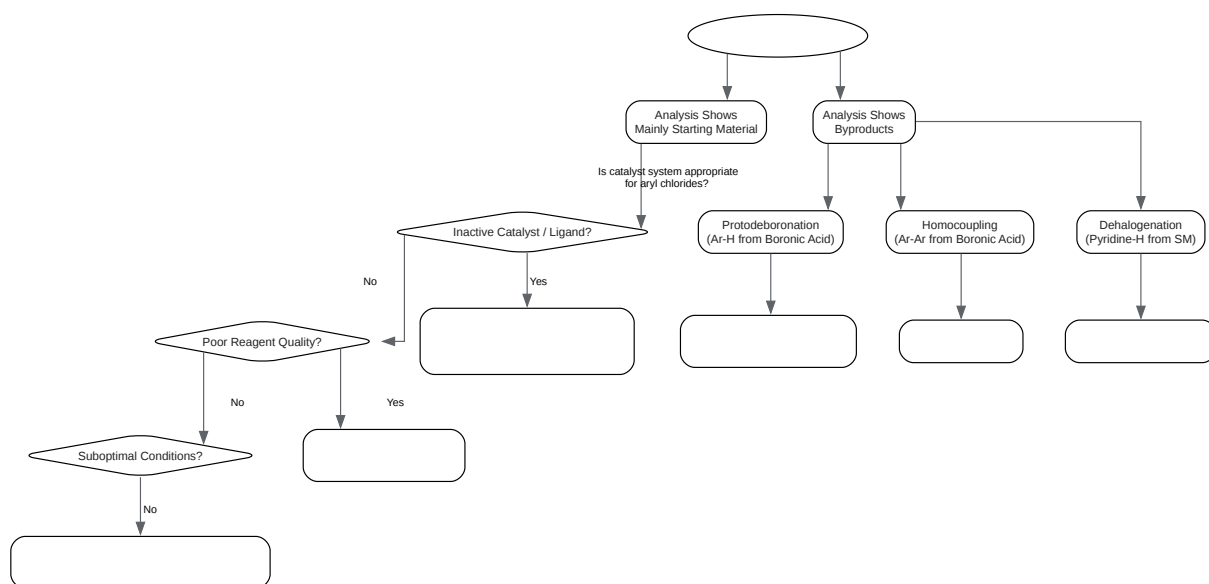 Analysis Shows
Mainly Starting Material
Analysis Shows
Byproducts
Is catalyst system appropriate
for aryl chlorides?
Inactive Catalyst / Ligand?
Protodeboronation
(Ar-H from Boronic Acid)
Homocoupling
(Ar-Ar from Boronic Acid)
Dehalogenation
(Pyridine-H from SM)
No
Yes
Poor Reagent Quality?
No
Yes
Suboptimal Conditions?
No